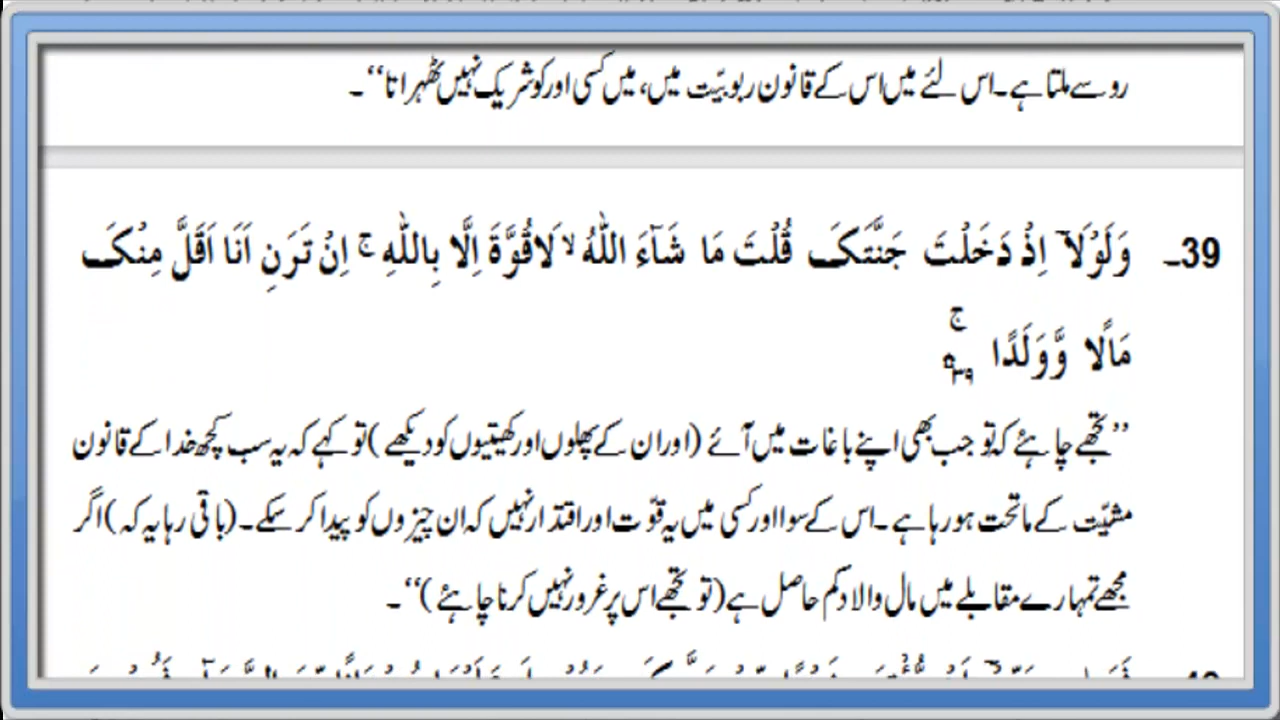 رو سے ملتا ہے۔ اس لئے میں اس کے قانون ربوبیّت میں، میں کسی اور کو شریک نہیں ٹھہراتا‘‘۔
39۔ وَلَوْلَاۤ اِذْ دَخَلْتَ جَنَّتَکَ قُلْتَ مَا شَآءَ اللّٰهُ ۙ لَاقُوَّةَ اِلَّا بِاللّٰهِ ۚ اِنْ تَرَنِ اَنَا اَقَلَّ مِنْکَ
مَالًا وَّوَلَدًا ۚ ۳۹
’’تجھے چاہئے کہ تو جب بھی اپنے باغات میں آئے (اور ان کے پھلوں اور کھیتیوں کو دیکھے) تو کہے کہ یہ سب کچھ خدا کے قانون
مشیّت کے ماتحت ہو رہا ہے۔ اس کے سوا اور کسی میں یہ قوّت اور اقتدار نہیں کہ ان چیزوں کو پیدا کر سکے۔ (باقی رہا یہ کہ) اگر
مجھے تمہارے مقابلے میں مال و اولاد کم حاصل ہے (تو تجھے اس پر غرور نہیں کرنا چاہئے)‘‘۔